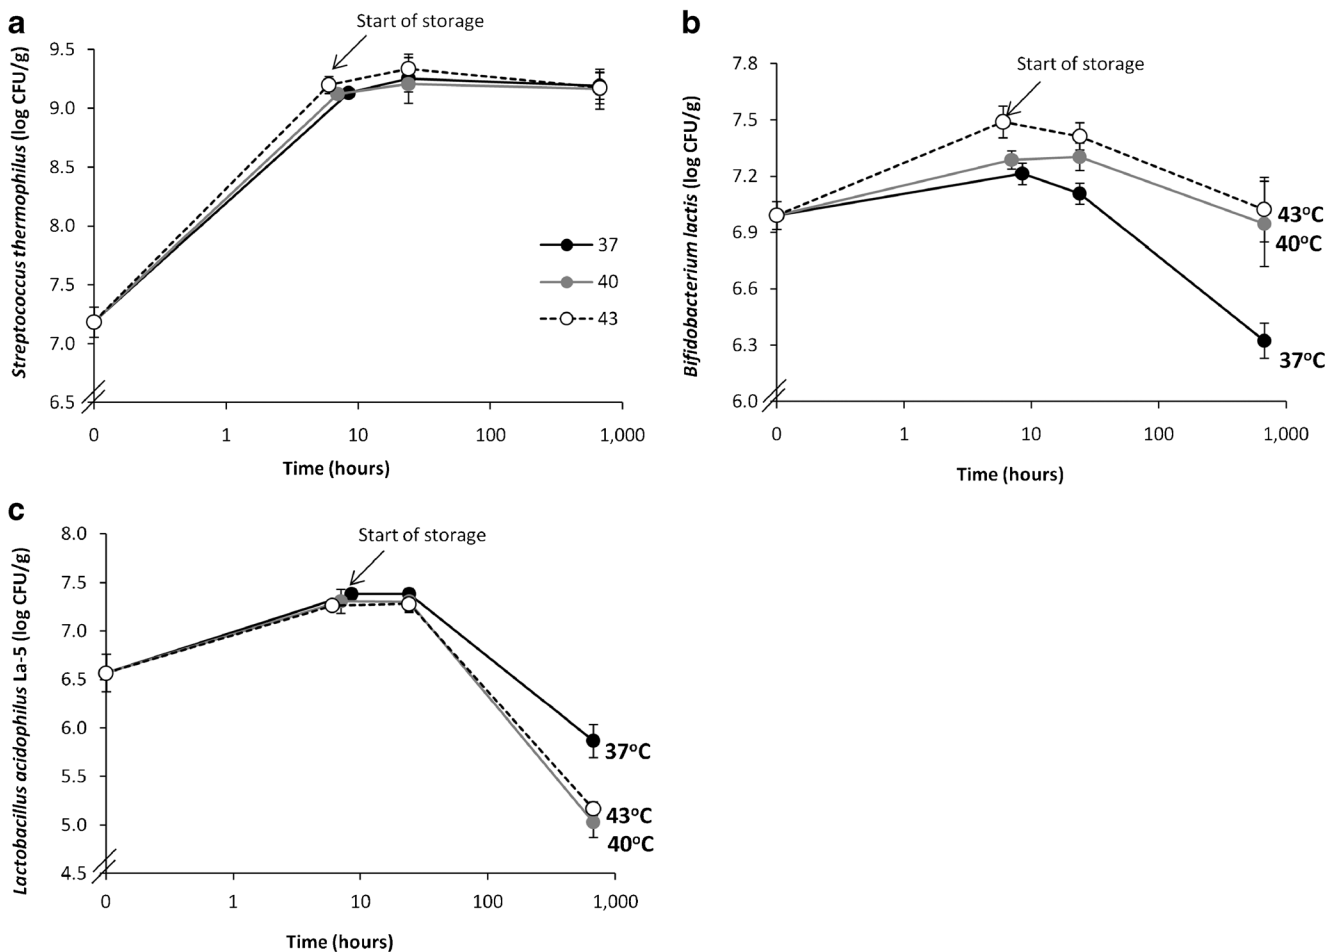 a
Start of storage
Streptococcus thermophilus (log CFU/g)
9.5
9.0
8.5
8.0
7.5
7.0
6.5
37
40
43
0 1 10 100 1,000
Time (hours)
b
Start of storage
Bifidobacterium lactis (log CFU/g)
7.8
7.5
7.2
6.9
6.6
6.3
6.0
43°C
40°C
37°C
0 1 10 100 1,000
Time (hours)
c
Start of storage
Lactobacillus acidophilus La-5 (log CFU/g)
8.0
7.5
7.0
6.5
6.0
5.5
5.0
4.5
37°C
43°C
40°C
0 1 10 100 1,000
Time (hours)